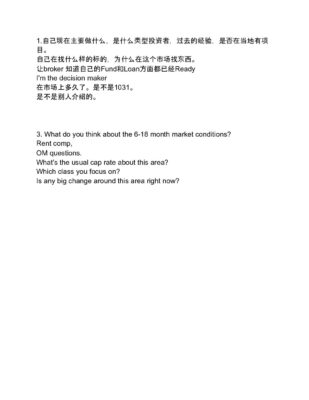 1.自己现在主要做什么，是什么类型投资者，过去的经验，是否在当地有项
目。
自己在找什么样的标的，为什么在这个市场找东西。
让broker 知道自己的Fund和Loan方面都已经Ready
I'm the decision maker
在市场上多久了。是不是1031。
是不是别人介绍的。
3. What do you think about the 6-18 month market conditions?
Rent comp,
OM questions.
What's the usual cap rate about this area?
Which class you focus on?
Is any big change around this area right now?